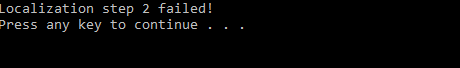 Localization step 2 failed!
Press any key to continue . . .